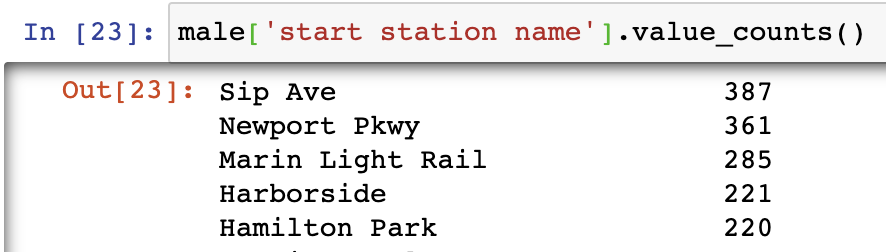 In [23]: male['start station name'].value_counts()
Out[23]: Sip Ave 387
Newport Pkwy 361
Marin Light Rail 285
Harborside 221
Hamilton Park 220